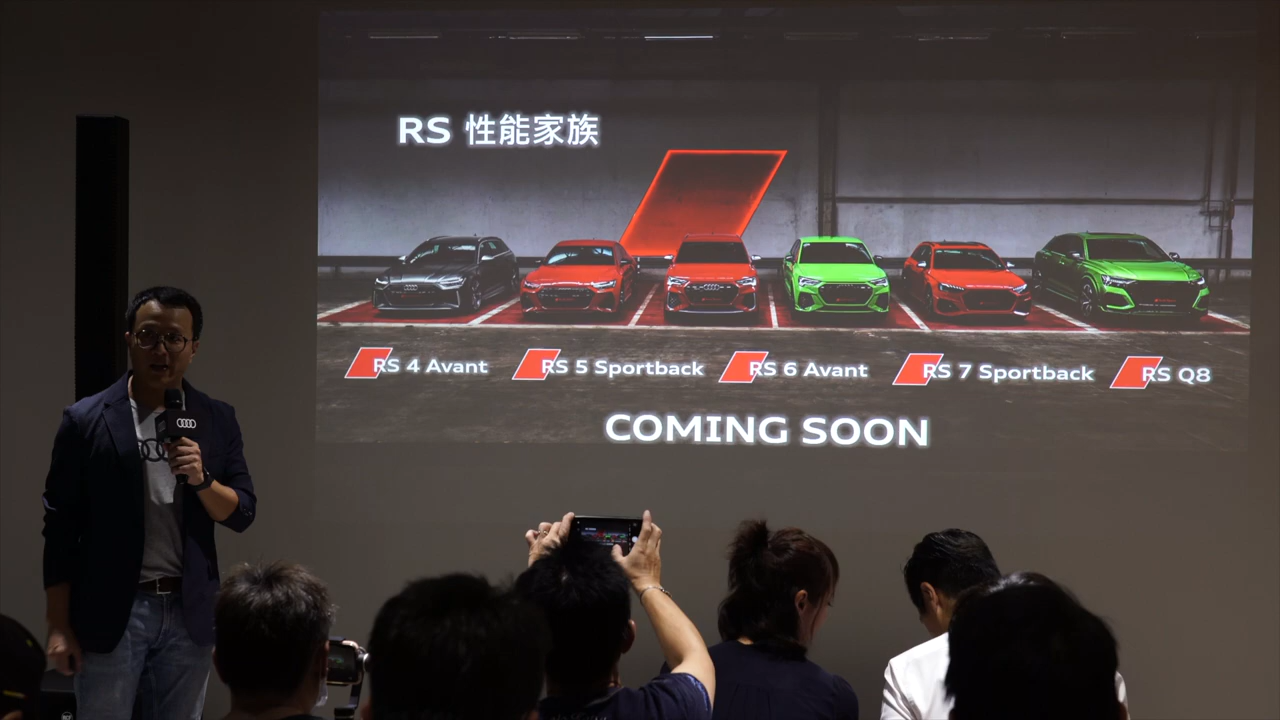 RS 性能家族
RS 4 Avant
RS 5 Sportback
RS 6 Avant
RS 7 Sportback
RS Q8
COMING SOON